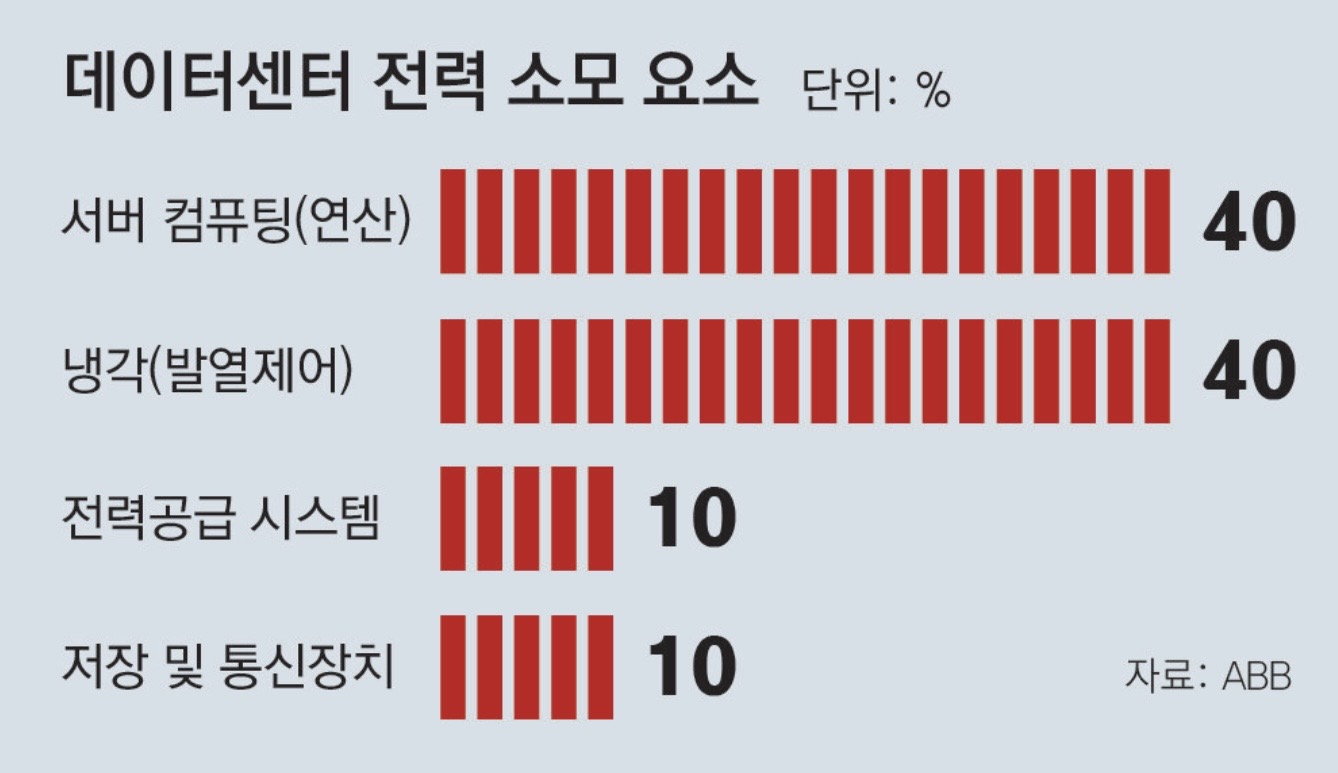 데이터센터 전력 소모 요소 단위: %
서버 컴퓨팅(연산) 40
냉각(발열제어) 40
전력공급 시스템 10
저장 및 통신장치 10
자료: ABB